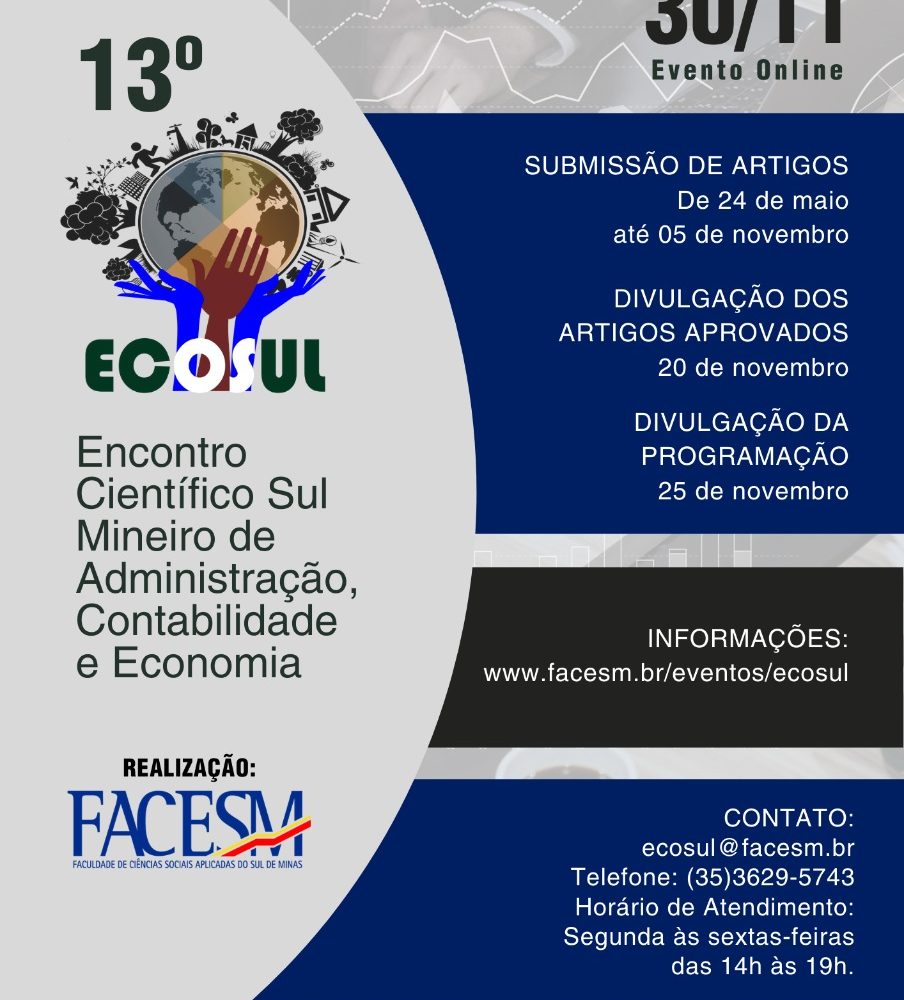 13º
ECOSUL
Encontro
Científico Sul
Mineiro de
Administração,
Contabilidade
e Economia
REALIZAÇÃO:
FACESM
FACULDADE DE CIÊNCIAS SOCIAIS APLICADAS DO SUL DE MINAS
30/11
Evento Online
SUBMISSÃO DE ARTIGOS
De 24 de maio
até 05 de novembro
DIVULGAÇÃO DOS
ARTIGOS APROVADOS
20 de novembro
DIVULGAÇÃO DA
PROGRAMAÇÃO
25 de novembro
INFORMAÇÕES:
www.facesm.br/eventos/ecosul
CONTATO:
ecosul@facesm.br
Telefone: (35)3629-5743
Horário de Atendimento:
Segunda às sextas-feiras
das 14h às 19h.